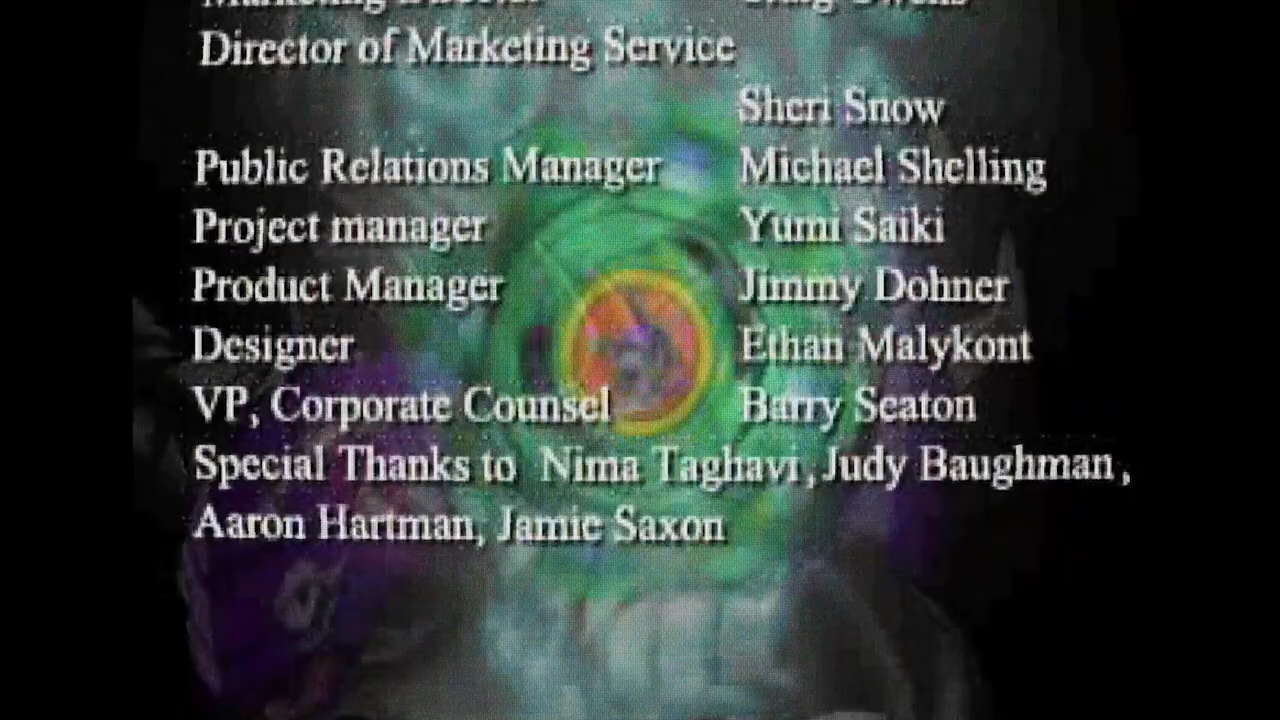 Director of Marketing Service
Sheri Snow
Public Relations Manager Michael Shelling
Project manager Yumi Saiki
Product Manager Jimmy Dohner
Designer Ethan Malykont
VP, Corporate Counsel Barry Seaton
Special Thanks to Nima Taghavi, Judy Baughman,
Aaron Hartman, Jamie Saxon